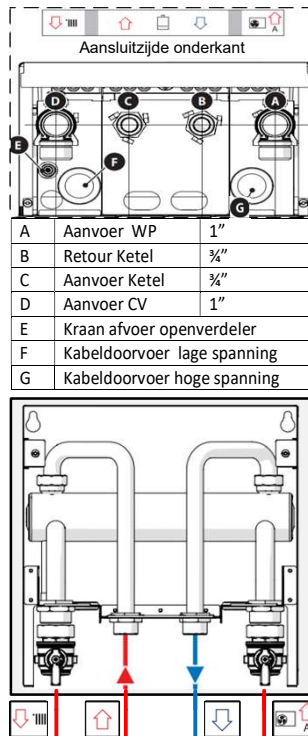 A
Aansluitzijde onderkant
D C B A
E
F
G
A Aanvoer WP 1”
B Retour Ketel ¾”
C Aanvoer Ketel ¾”
D Aanvoer CV 1”
E Kraan afvoer openverdeler
F Kabeldoorvoer lage spanning
G Kabeldoorvoer hoge spanning
A